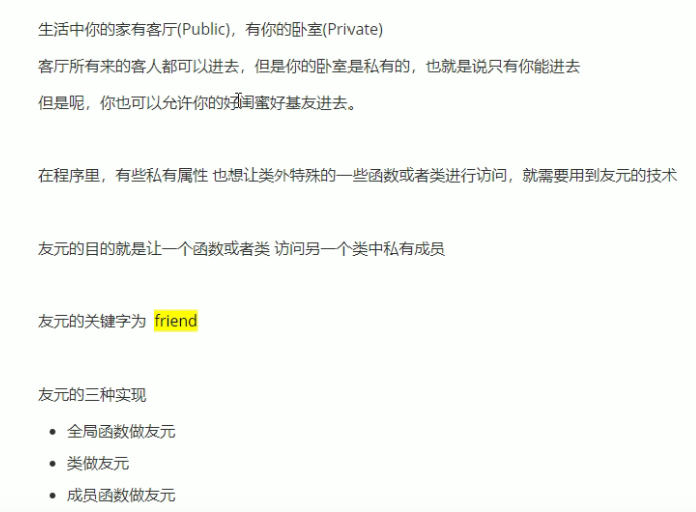 生活中你的家有客厅(Public)，有你的卧室(Private)
客厅所有来的客人都可以进去，但是你的卧室是私有的，也就是说只有你能进去
但是呢，你也可以允许你的好闺蜜好基友进去。
在程序里，有些私有属性 也想让类外特殊的一些函数或者类进行访问，就需要用到友元的技术
友元的目的就是让一个函数或者类 访问另一个类中私有成员
友元的关键字为 friend
友元的三种实现
• 全局函数做友元
• 类做友元
• 成员函数做友元